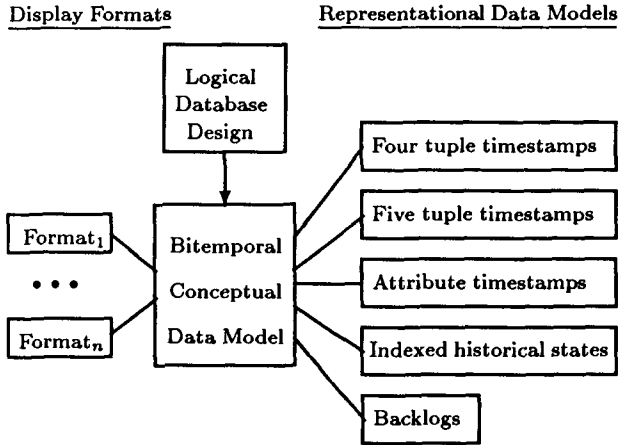 Display Formats
Representational Data Models
Logical
Database
Design
Four tuple timestamps
Five tuple timestamps
Format₁
Bitemporal
Attribute timestamps
• • •
Conceptual
Formatₙ
Data Model
Indexed historical states
Backlogs